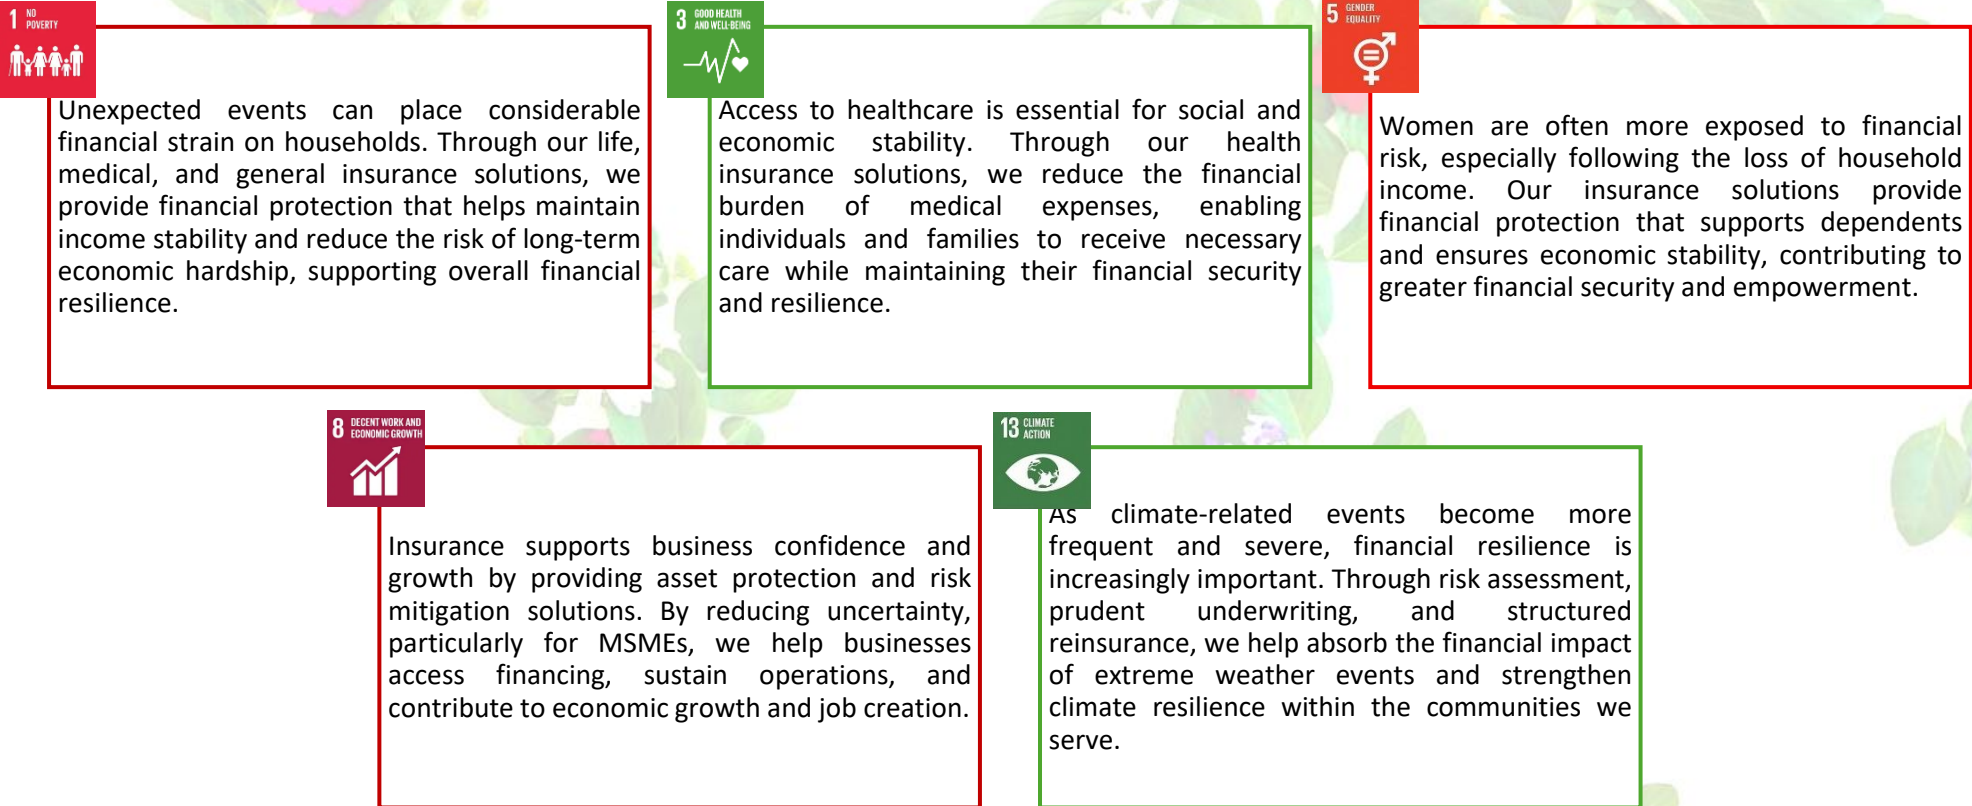 1 NO
POVERTY
Unexpected events can place considerable
financial strain on households. Through our life,
medical, and general insurance solutions, we
provide financial protection that helps maintain
income stability and reduce the risk of long-term
economic hardship, supporting overall financial
resilience.
3 GOOD HEALTH
AND WELL-BEING
Access to healthcare is essential for social and
economic stability. Through our health
insurance solutions, we reduce the financial
burden of medical expenses, enabling
individuals and families to receive necessary
care while maintaining their financial security
and resilience.
5 GENDER
EQUALITY
Women are often more exposed to financial
risk, especially following the loss of household
income. Our insurance solutions provide
financial protection that supports dependents
and ensures economic stability, contributing to
greater financial security and empowerment.
8 DECENT WORK AND
ECONOMIC GROWTH
Insurance supports business confidence and
growth by providing asset protection and risk
mitigation solutions. By reducing uncertainty,
particularly for MSMEs, we help businesses
access financing, sustain operations, and
contribute to economic growth and job creation.
13 CLIMATE
ACTION
As climate-related events become more
frequent and severe, financial resilience is
increasingly important. Through risk assessment,
prudent underwriting, and structured
reinsurance, we help absorb the financial impact
of extreme weather events and strengthen
climate resilience within the communities we
serve.